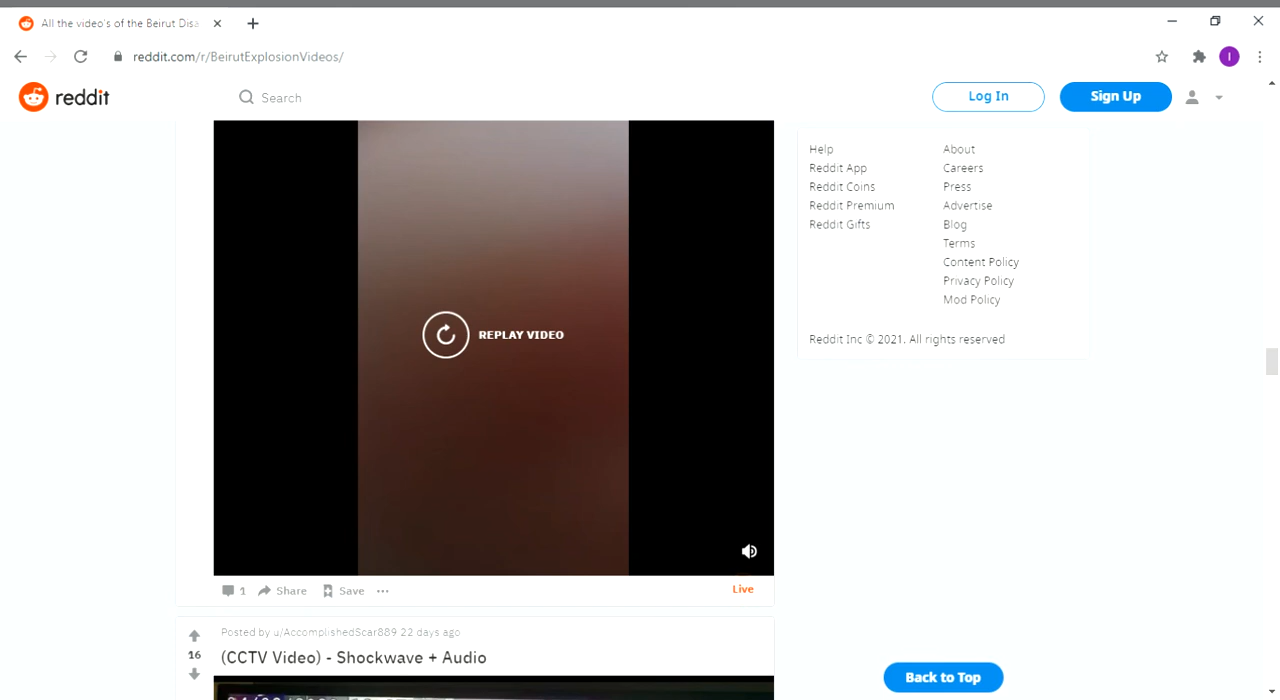 All the video's of the Beirut Disa
reddit.com/r/BeirutExplosionVideos/
I
reddit
Search
Log In
Sign Up
REPLAY VIDEO
1
Share
Save
Live
Posted by u/AccomplishedScar889 22 days ago
16
(CCTV Video) - Shockwave + Audio
Help
About
Reddit App
Careers
Reddit Coins
Press
Reddit Premium
Advertise
Reddit Gifts
Blog
Terms
Content Policy
Privacy Policy
Mod Policy
Reddit Inc © 2021. All rights reserved
Back to Top